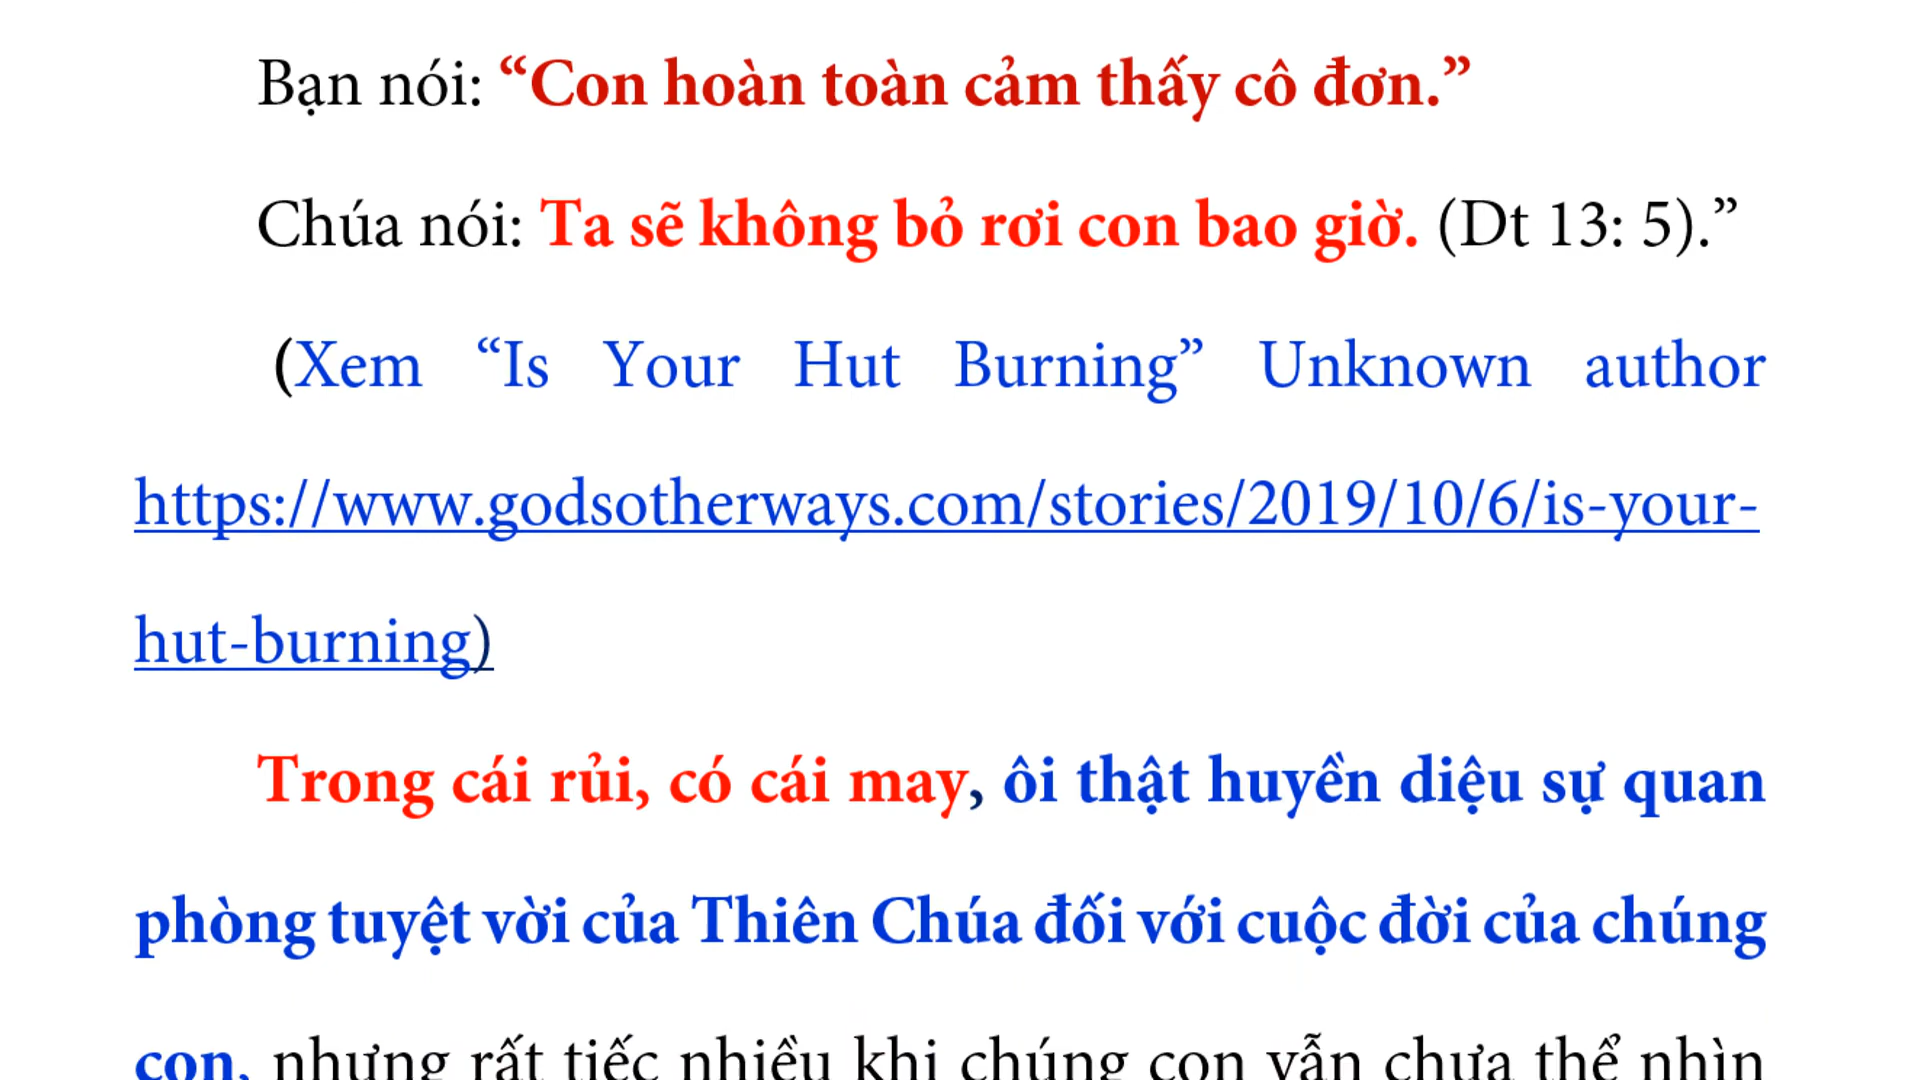 Bạn nói: “Con hoàn toàn cảm thấy cô đơn.”
Chúa nói: Ta sẽ không bỏ rơi con bao giờ. (Dt 13: 5).”
(Xem “Is Your Hut Burning” Unknown author
https://www.godsotherways.com/stories/2019/10/6/is-your-
hut-burning)
Trong cái rủi, có cái may, ôi thật huyền diệu sự quan
phòng tuyệt vời của Thiên Chúa đối với cuộc đời của chúng
con, nhưng rất tiếc nhiều khi chúng con vẫn chưa thể nhìn